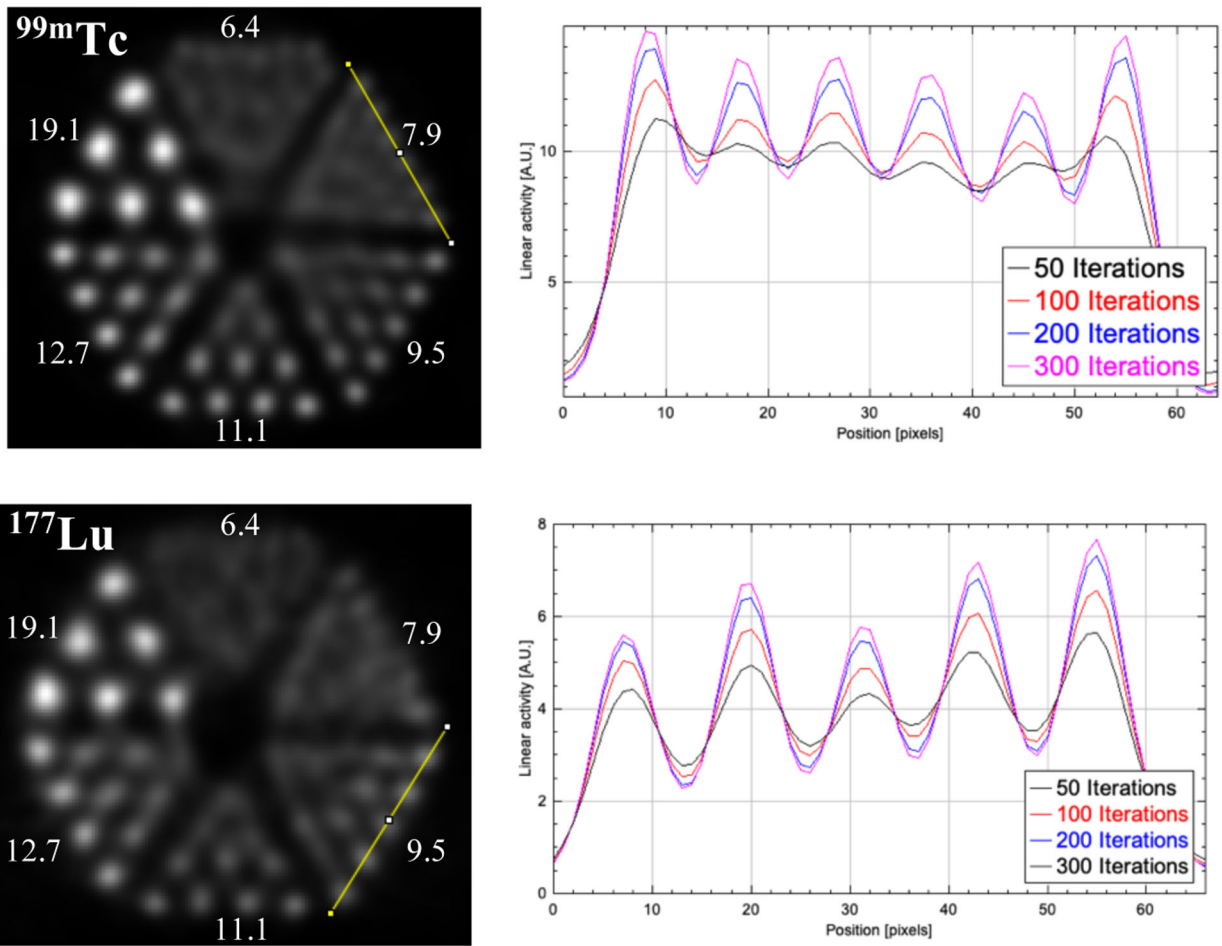 99mTc
6.4
7.9
19.1
12.7
9.5
11.1
Linear activity [A.U.]
10
5
0
10
20
30
40
50
60
Position [pixels]
50 Iterations
100 Iterations
200 Iterations
300 Iterations
177Lu
6.4
19.1
7.9
12.7
9.5
11.1
Linear activity [A.U.]
8
6
4
2
0
0
10
20
30
40
50
60
Position [pixels]
50 Iterations
100 Iterations
200 Iterations
300 Iterations